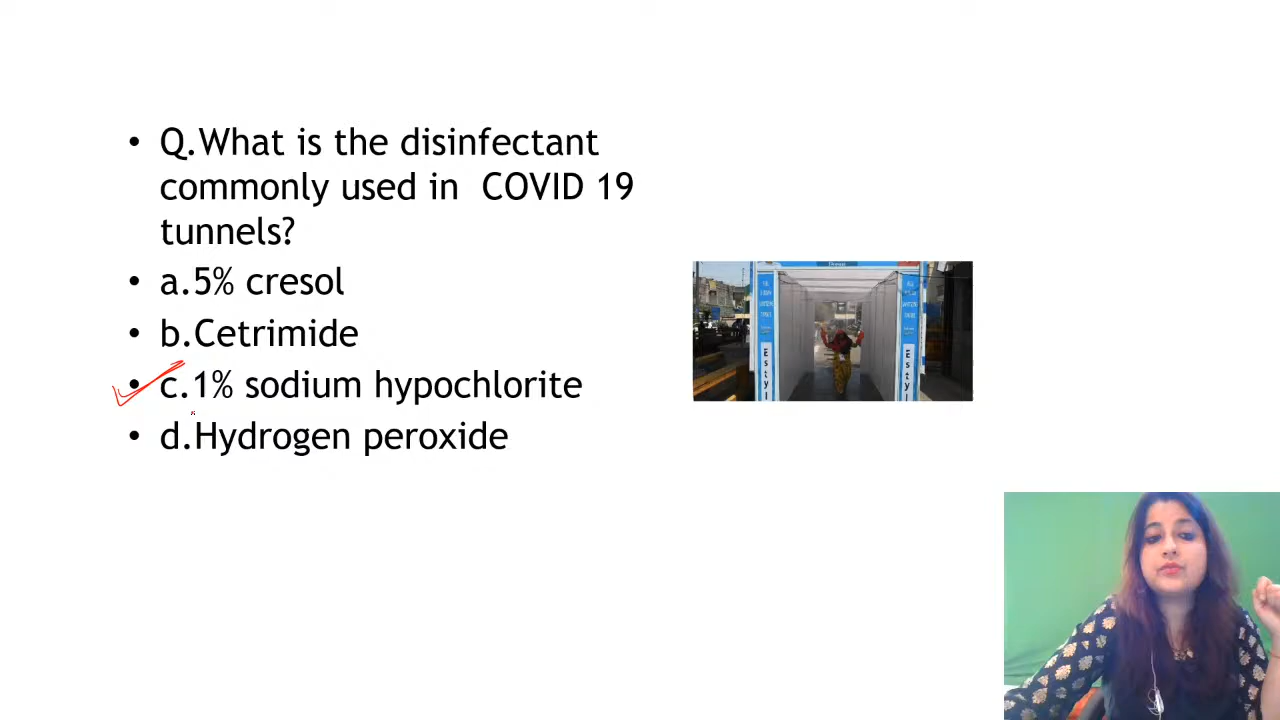 • Q.What is the disinfectant
commonly used in COVID 19
tunnels?
• a.5% cresol
• b.Cetrimide
• c.1% sodium hypochlorite
• d.Hydrogen peroxide